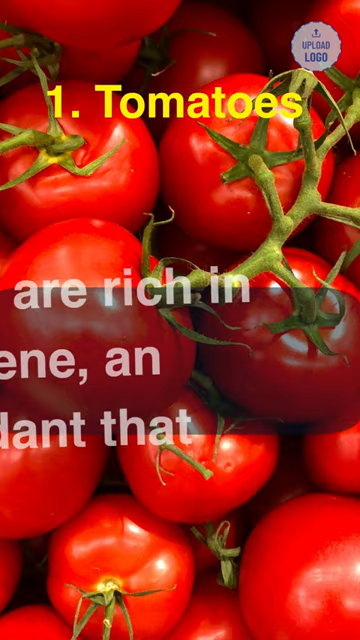 UPLOAD
LOGO
1. Tomatoes
are rich in
ene, an
dant that